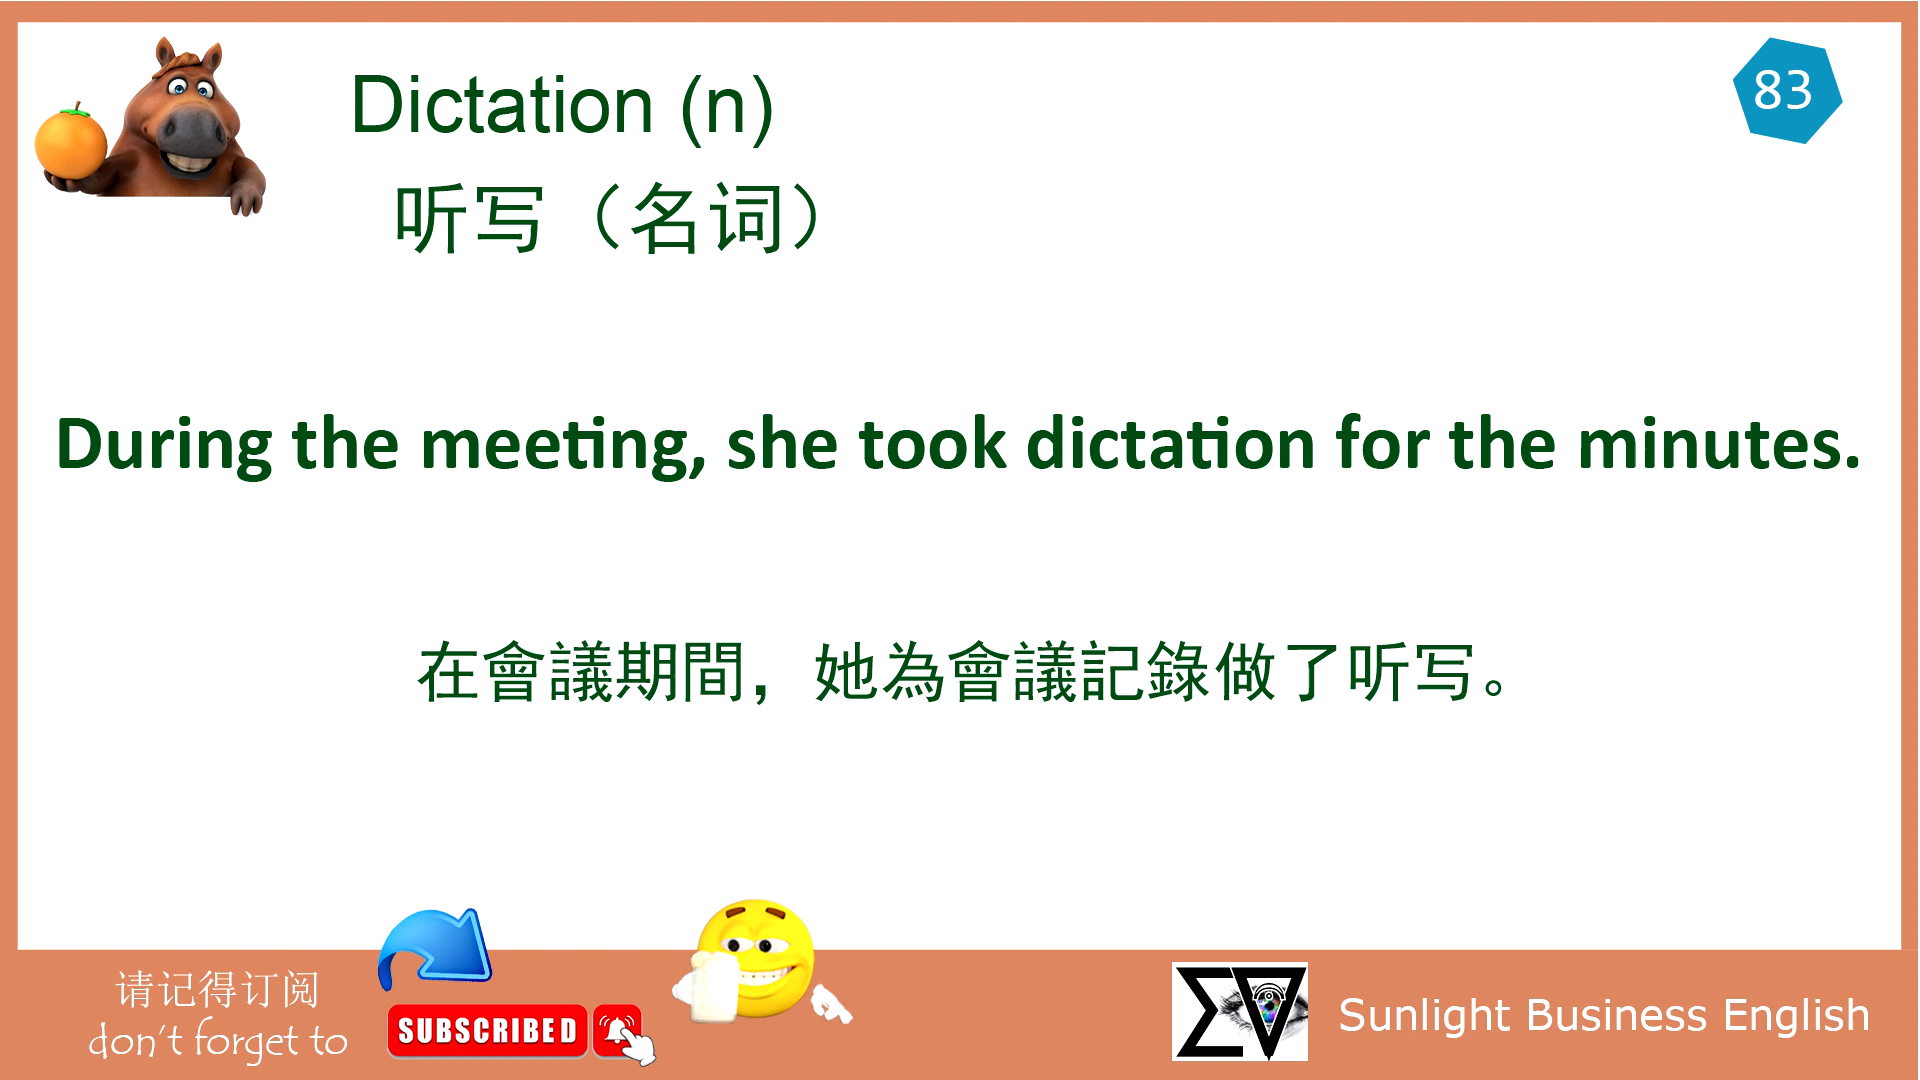 Dictation (n)
83
听写（名词）
During the meeting, she took dictation for the minutes.
在會議期間，她為會議記錄做了听写。
请记得订阅
don't forget to
SUBSCRIBED
Sunlight Business English